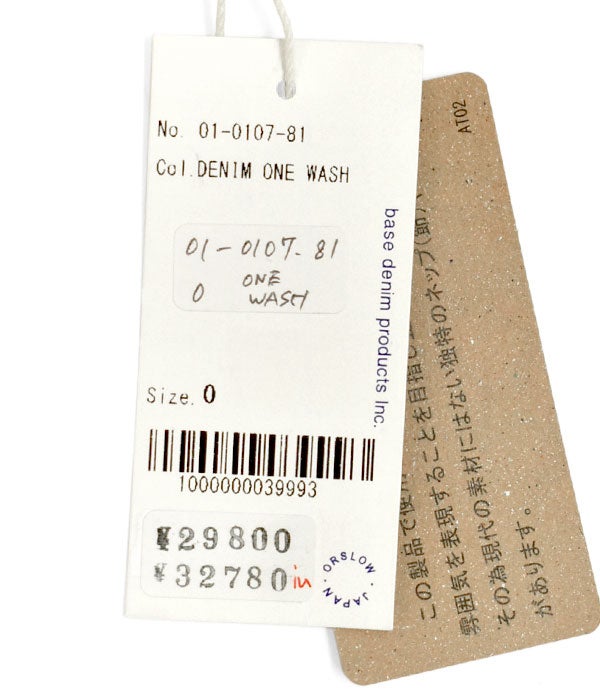 No. 01-0107-81
Col.DENIM ONE WASH
01-0107-81
0 ONE
WASH
base denim products Inc.
Size.0
1000000039993
¥29800
¥32780in
ORSLOW・JAPAN・
AT02
この製品で使
雰囲気を表現することを目指し
その為現代の素材にはない独特のネップ(節)
があります。